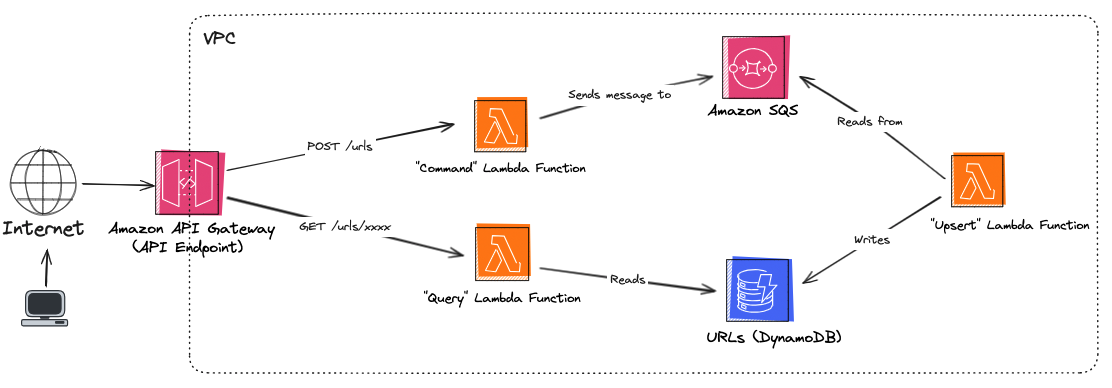 VPC
Sends message to
Amazon SQS
POST /urls
Reads from
"Command" Lambda Function
Internet
Amazon API Gateway
(API Endpoint)
GET /urls/xxxx
"Upsert" Lambda Function
Writes
Reads
"Query" Lambda Function
URLs (DynamoDB)